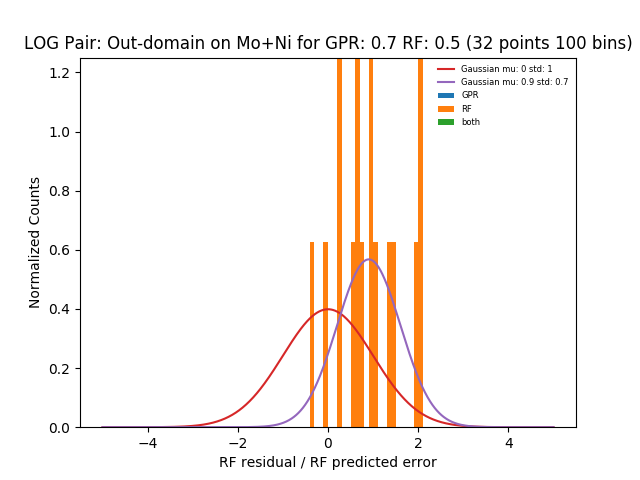 LOG Pair: Out-domain on Mo+Ni for GPR: 0.7 RF: 0.5 (32 points 100 bins)
Gaussian mu: 0 std: 1
Gaussian mu: 0.9 std: 0.7
GPR
RF
both
Normalized Counts
1.2
1.0
0.8
0.6
0.4
0.2
0.0
−4 −2 0 2 4
RF residual / RF predicted error